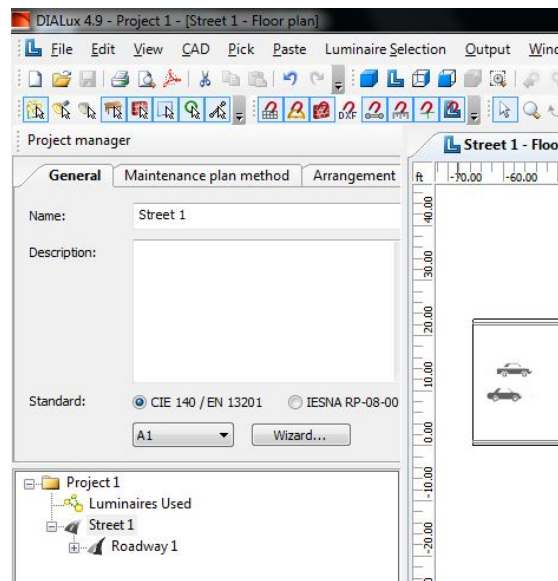 DIALux 4.9 - Project 1 - [Street 1 - Floor plan]
File Edit View CAD Pick Paste Luminaire Selection Output
DXF
Project manager
Street 1 - Floo
General Maintenance plan method Arrangement
ft -70.00 -60.00
Name: Street 1
Description:
40.00
30.00
20.00
10.00
0.00
-10.00
-20.00
Standard: CIE 140 / EN 13201 IESNA RP-08-00
A1 Wizard...
Project 1
Luminaires Used
Street 1
Roadway 1